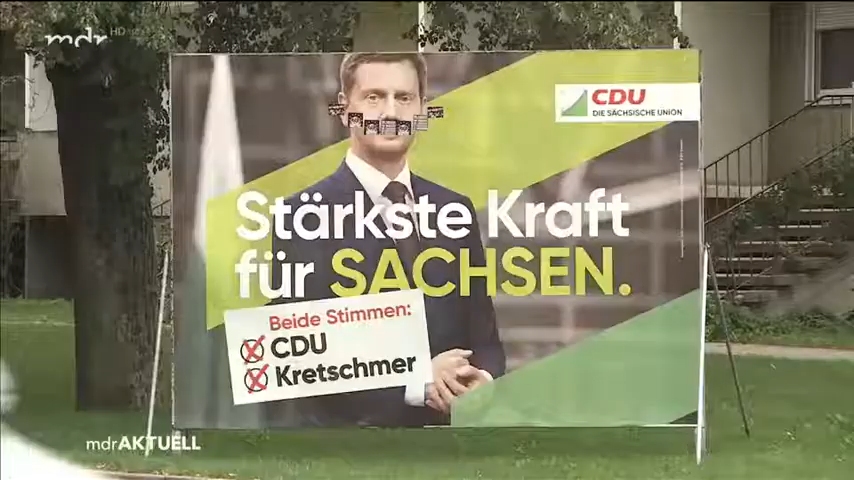 mdr HD
CDU
DIE SÄCHSISCHE UNION
Stärkste Kraft
für SACHSEN.
Beide Stimmen:
CDU
Kretschmer
mdrAKTUELL